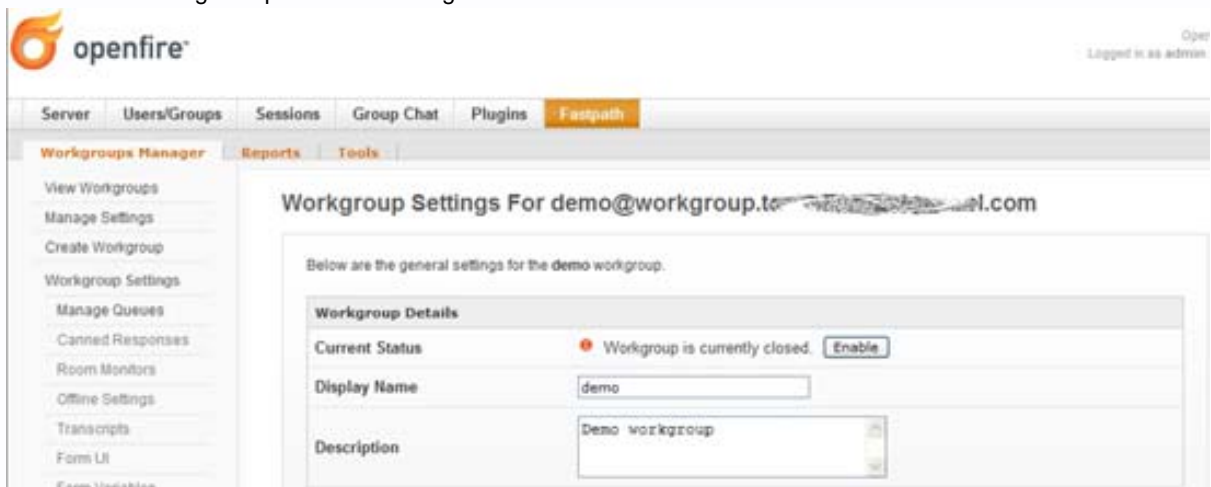 openfire
Logged in as admin
Server Users/Groups Sessions Group Chat Plugins Fastpath
Workgroups Manager Reports Tools
View Workgroups
Manage Settings
Create Workgroup
Workgroup Settings
Manage Queues
Canned Responses
Room Monitors
Offline Settings
Transcripts
Form UI
Workgroup Settings For demo@workgroup.
Below are the general settings for the demo workgroup.
Workgroup Details
Current Status Workgroup is currently closed. Enable
Display Name demo
Description Demo workgroup